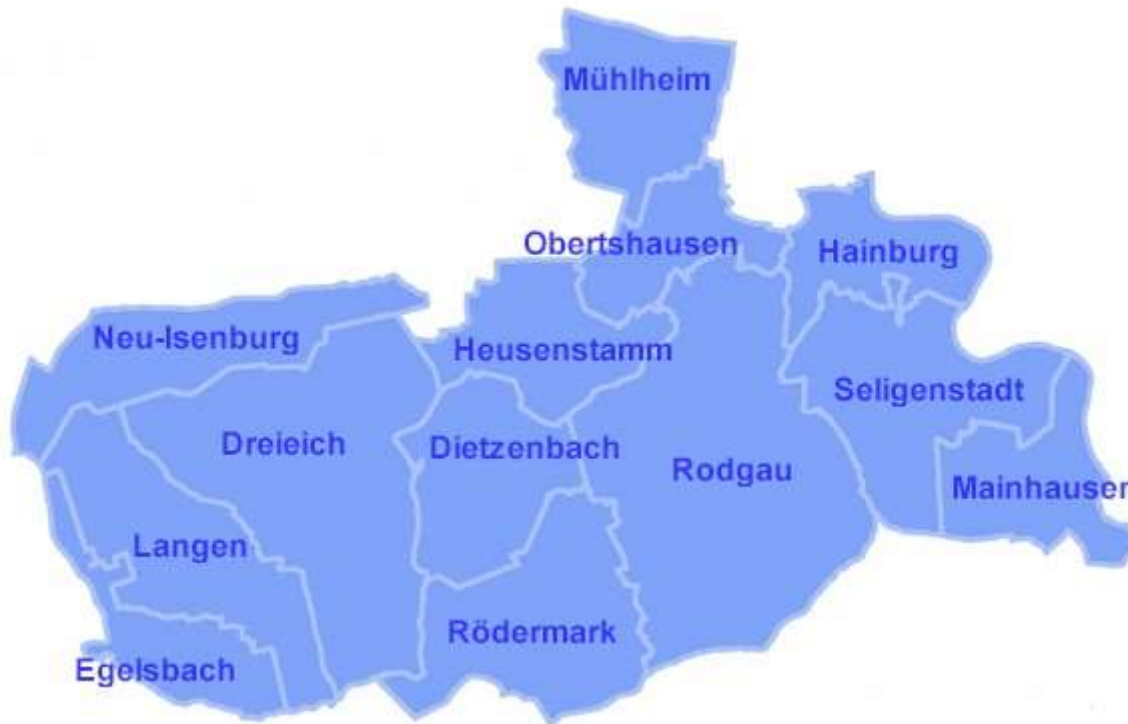 Mühlheim
Obertshausen
Hainburg
Neu-Isenburg
Heusenstamm
Seligenstadt
Dreieich
Dietzenbach
Rodgau
Mainhausen
Langen
Rödermark
Egelsbach